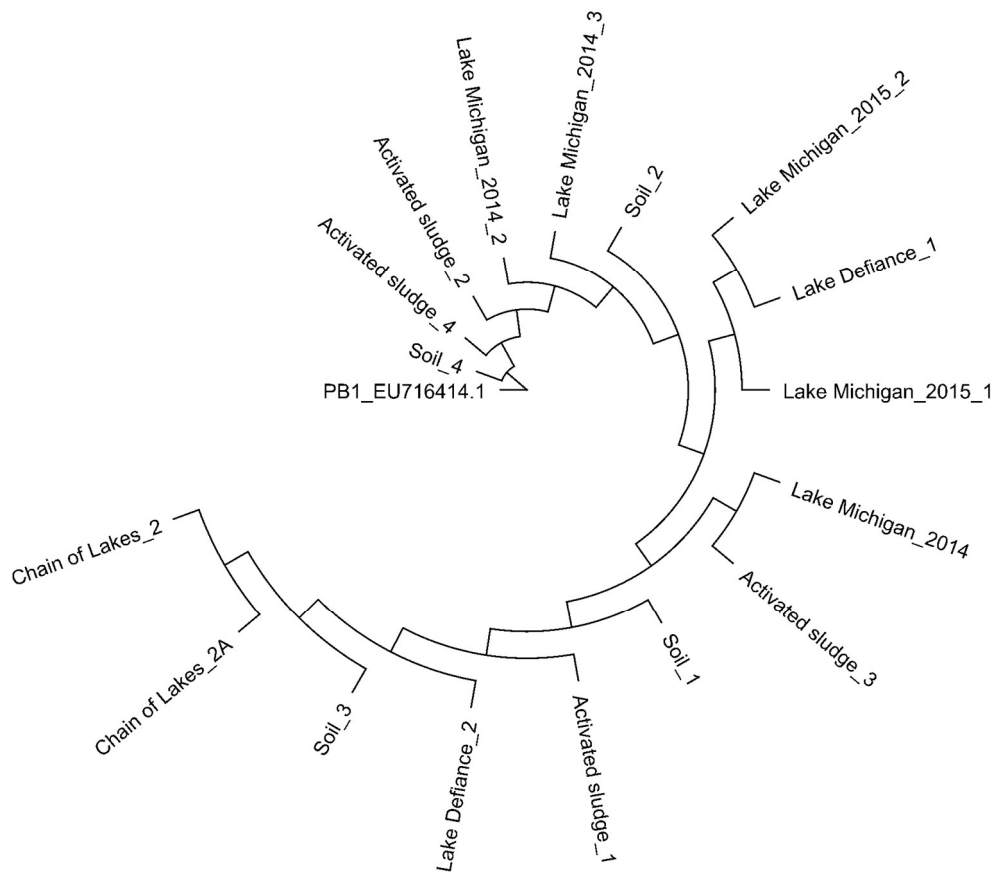 Lake Michigan_2014_3
Lake Michigan_2014_2
Lake Michigan_2015_2
Activated sludge_2
Soil_2
Activated sludge_4
Lake Defiance_1
Soil_4
PB1_EU716414.1
Lake Michigan_2015_1
Lake Michigan_2014
Activated sludge_3
Soil_1
Activated sludge_1
Lake Defiance_2
Soil_3
Chain of Lakes_2A
Chain of Lakes_2